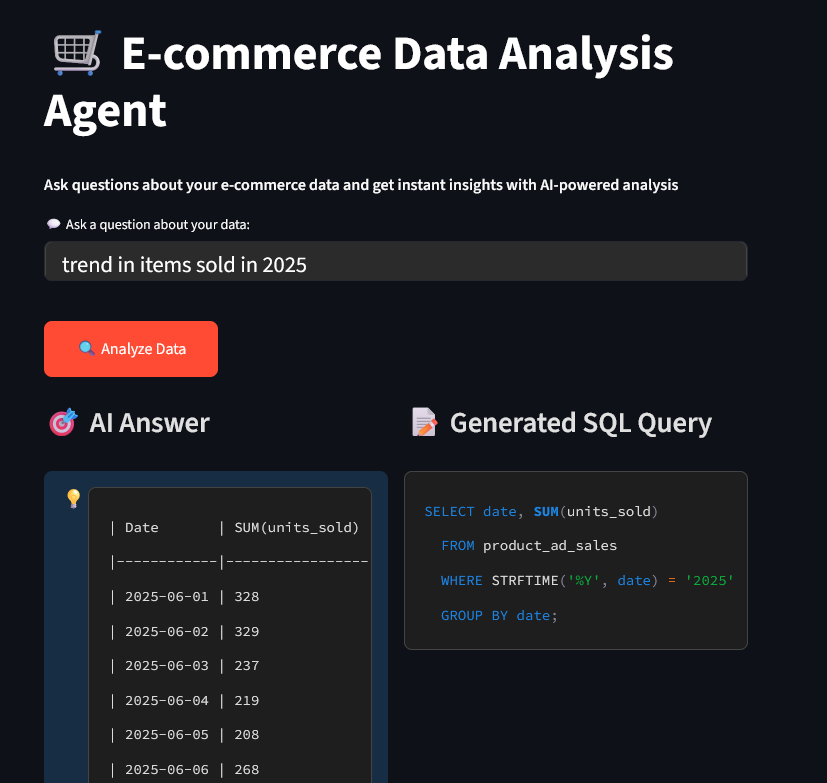 🛒 E-commerce Data Analysis
Agent
Ask questions about your e-commerce data and get instant insights with AI-powered analysis
💬 Ask a question about your data:
trend in items sold in 2025
🔍 Analyze Data
🎯 AI Answer
💡
| Date       | SUM(units_sold)
|------------|-----------------
| 2025-06-01 | 328
| 2025-06-02 | 329
| 2025-06-03 | 237
| 2025-06-04 | 219
| 2025-06-05 | 208
| 2025-06-06 | 268
📝 Generated SQL Query
SELECT date, SUM(units_sold)
  FROM product_ad_sales
  WHERE STRFTIME('%Y', date) = '2025'
  GROUP BY date;